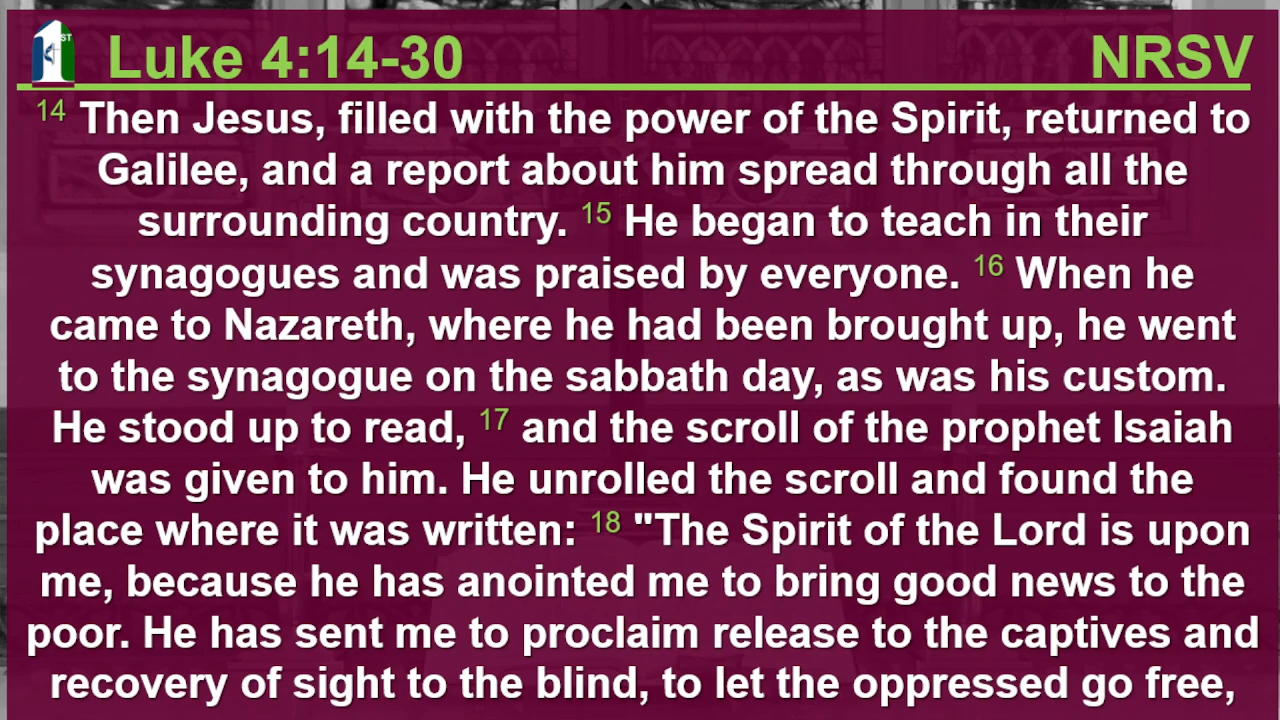 ST
Luke 4:14-30
NRSV
14 Then Jesus, filled with the power of the Spirit, returned to
Galilee, and a report about him spread through all the
surrounding country. 15 He began to teach in their
synagogues and was praised by everyone. 16 When he
came to Nazareth, where he had been brought up, he went
to the synagogue on the sabbath day, as was his custom.
He stood up to read, 17 and the scroll of the prophet Isaiah
was given to him. He unrolled the scroll and found the
place where it was written: 18 "The Spirit of the Lord is upon
me, because he has anointed me to bring good news to the
poor. He has sent me to proclaim release to the captives and
recovery of sight to the blind, to let the oppressed go free,